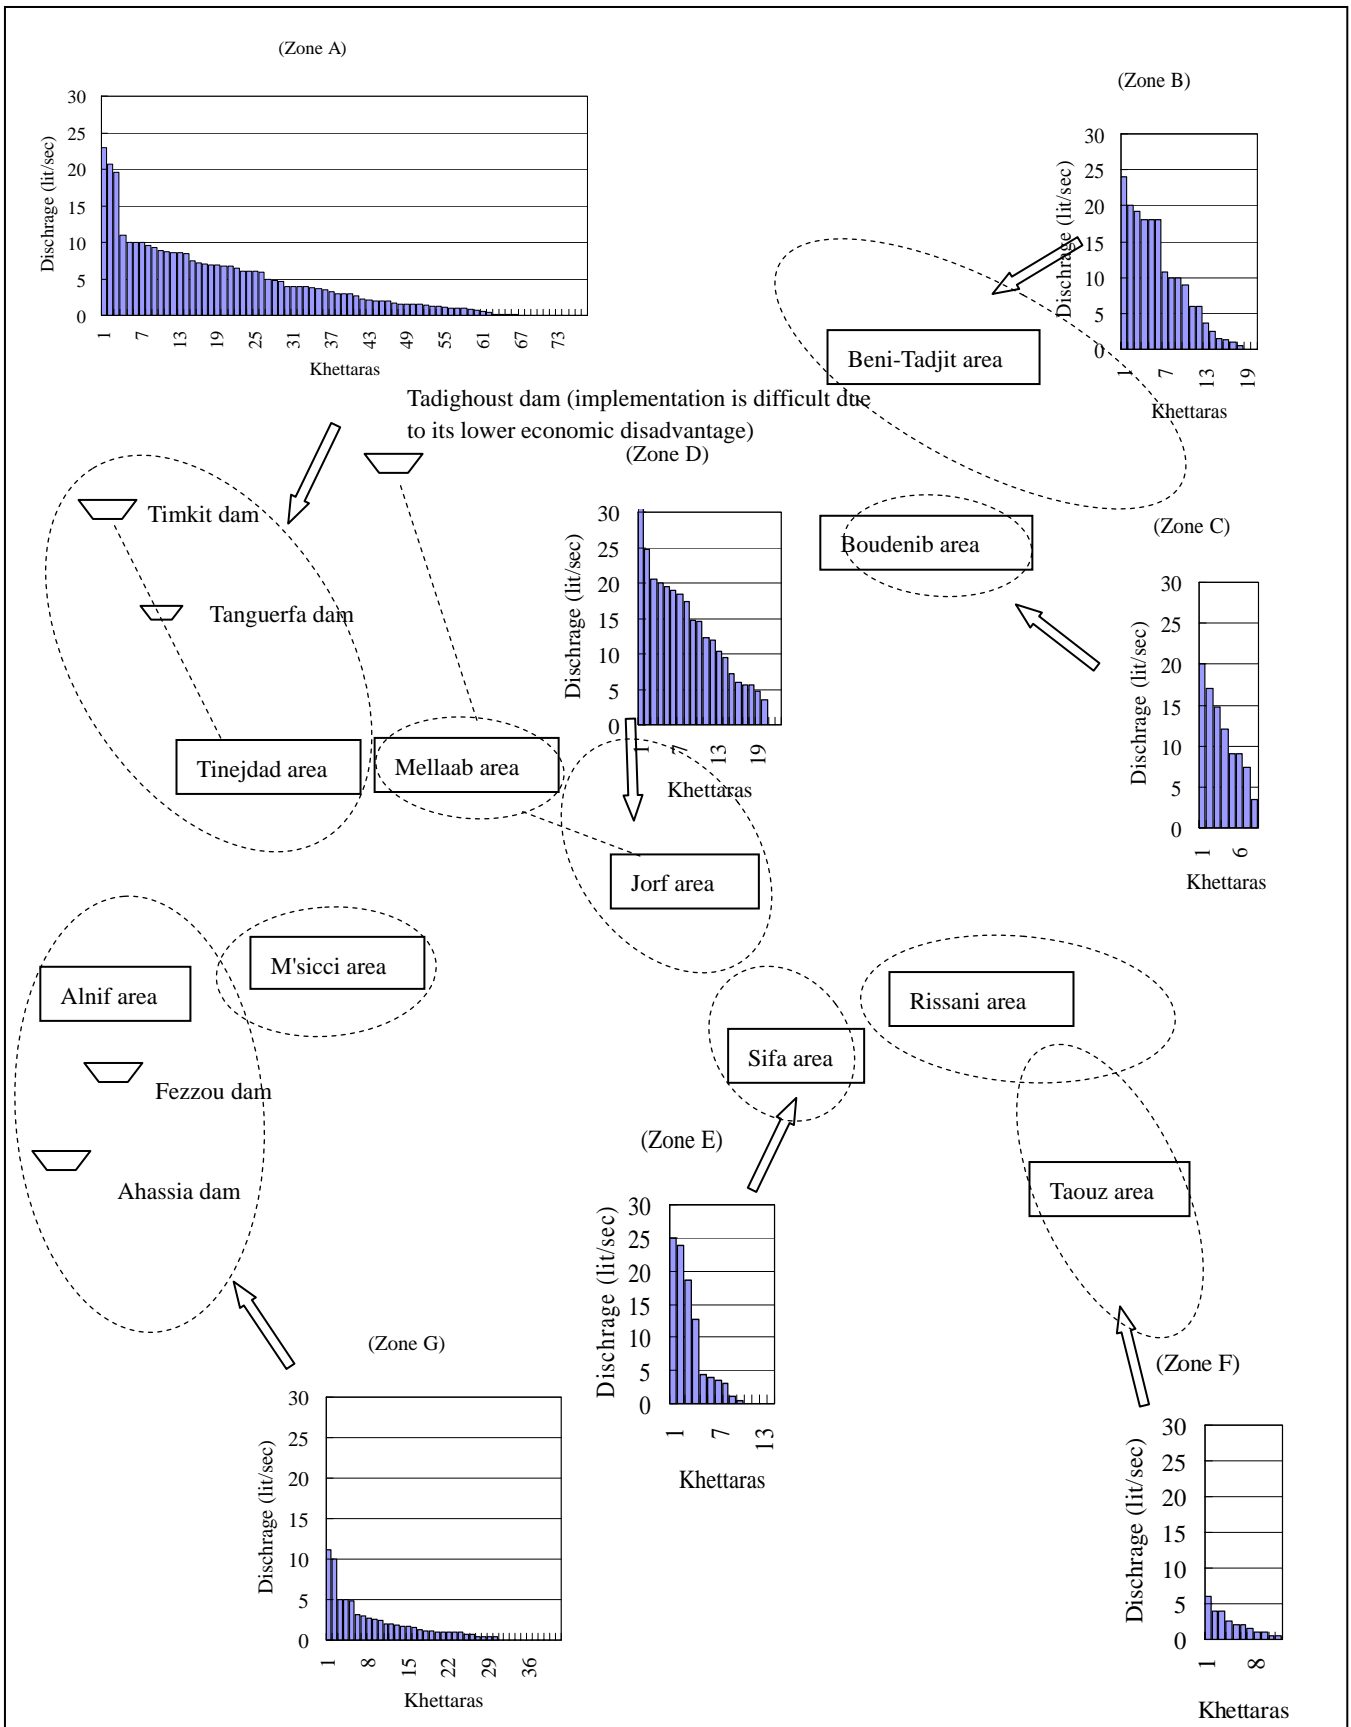 (Zone A)
30
25
20
15
10
5
0
Dischrage (lit/sec)
1 7 13 19 25 31 37 43 49 55 61 67 73
Khettaras
(Zone B)
30
25
20
15
10
5
0
Dischrage (lit/sec)
1 7 13 19
Khettaras
Beni-Tadjit area
Tadighoust dam (implementation is difficult due
to its lower economic disadvantage)
(Zone D)
30
25
20
15
10
5
0
Dischrage (lit/sec)
1 7 13 19
Khettaras
Timkit dam
Tanguerfa dam
Boudenib area
(Zone C)
30
25
20
15
10
5
0
Dischrage (lit/sec)
1 6
Khettaras
Tinejdad area
Mellaab area
Jorf area
M'sicci area
Alnif area
Rissani area
Sifa area
Fezzou dam
Ahassia dam
Taouz area
(Zone E)
30
25
20
15
10
5
0
Dischrage (lit/sec)
1 7 13
Khettaras
(Zone G)
30
25
20
15
10
5
0
Dischrage (lit/sec)
1 8 15 22 29 36
Khettaras
(Zone F)
30
25
20
15
10
5
0
Dischrage (lit/sec)
1 8
Khettaras